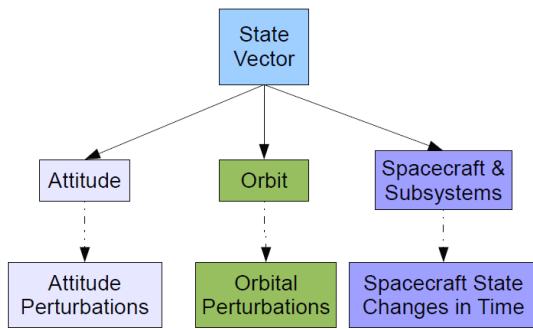 State
Vector
Attitude
Orbit
Spacecraft &
Subsystems
Attitude
Perturbations
Orbital
Perturbations
Spacecraft State
Changes in Time